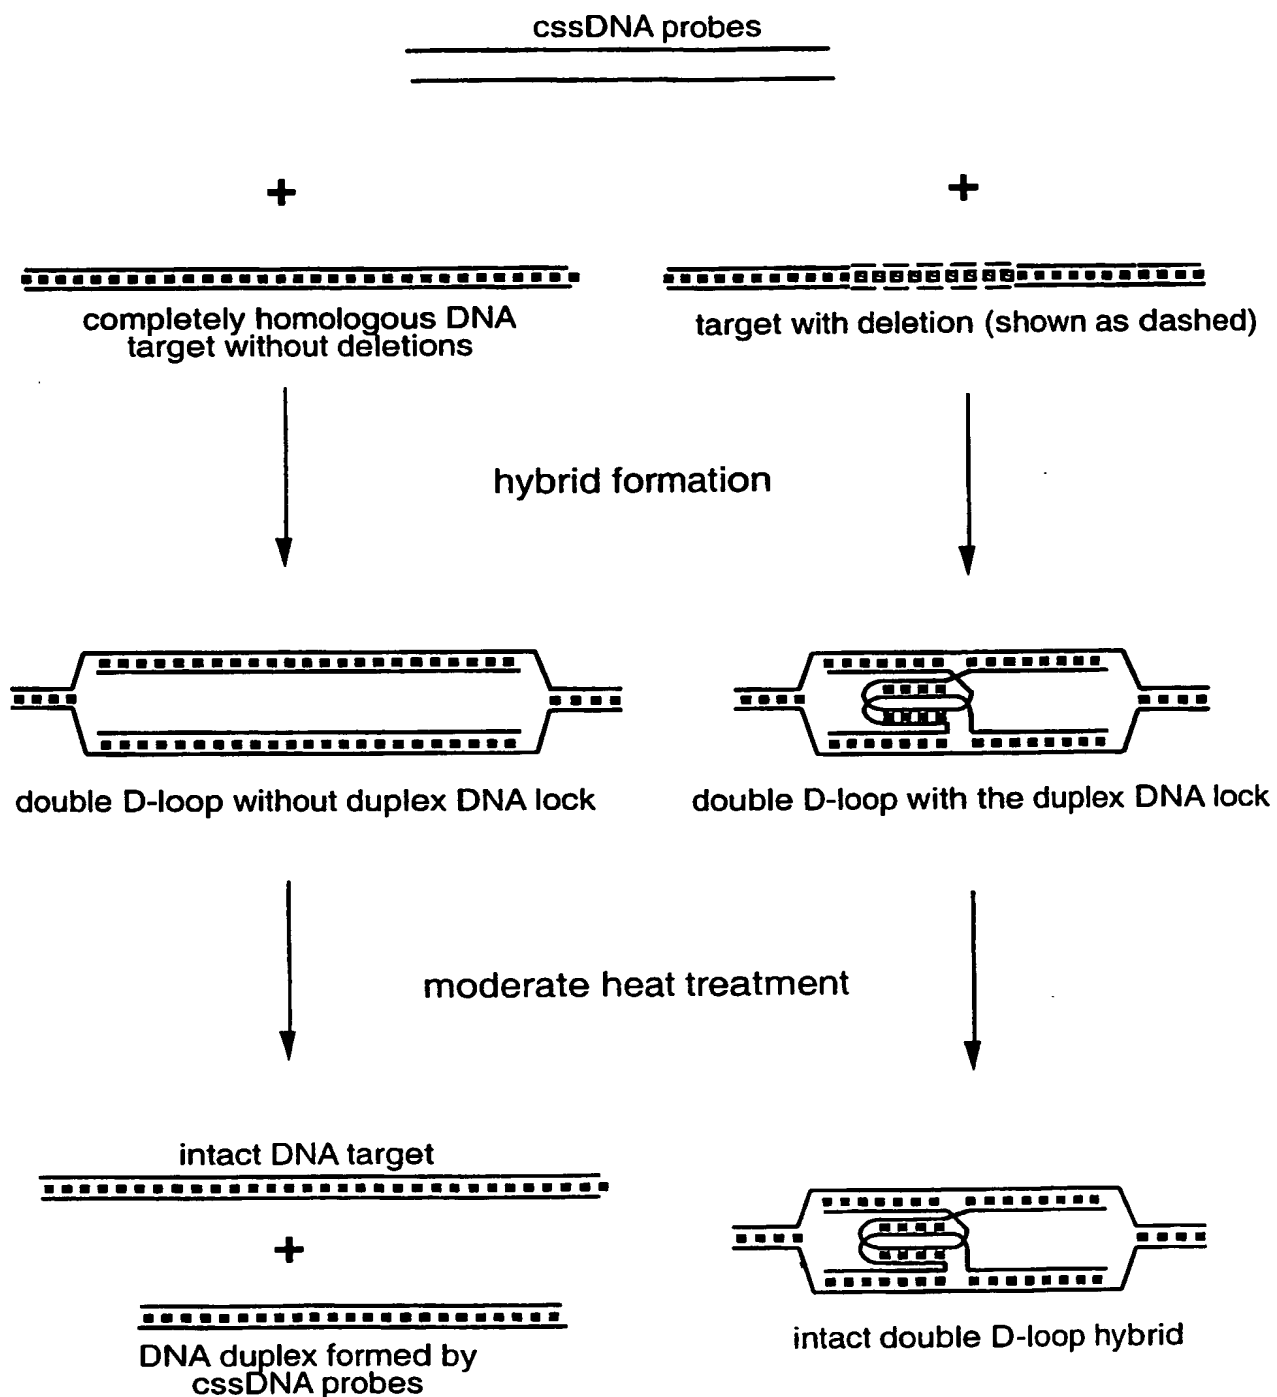 cssDNA probes
+
+
completely homologous DNA
target without deletions
target with deletion (shown as dashed)
hybrid formation
double D-loop without duplex DNA lock
double D-loop with the duplex DNA lock
moderate heat treatment
intact DNA target
+
DNA duplex formed by
cssDNA probes
intact double D-loop hybrid